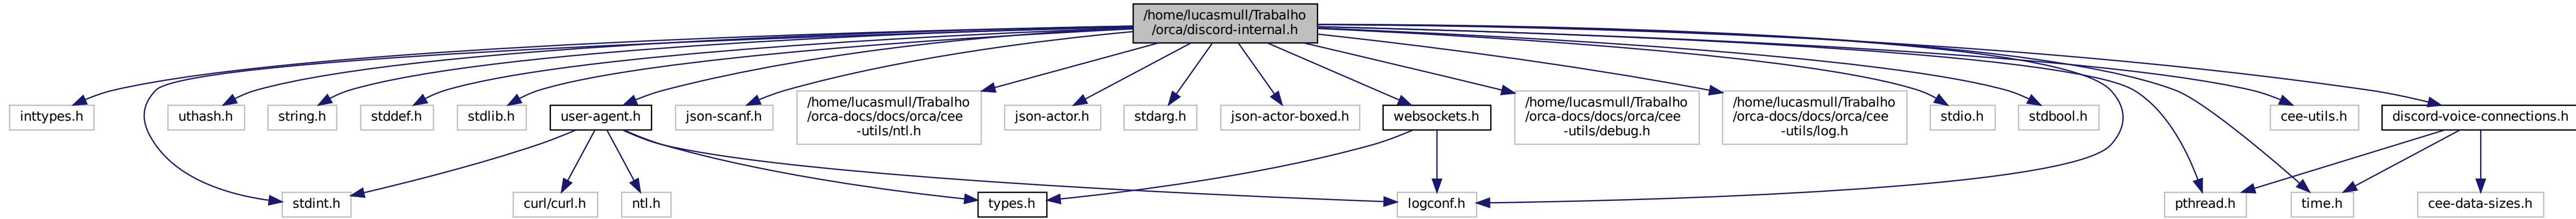 /home/lucasmull/Trabalho
/orca/discord-internal.h
inttypes.h
uthash.h
string.h
stddef.h
stdlib.h
user-agent.h
json-scanf.h
/home/lucasmull/Trabalho
/orca-docs/docs/orca/cee
-utils/ntl.h
json-actor.h
stdarg.h
json-actor-boxed.h
websockets.h
/home/lucasmull/Trabalho
/orca-docs/docs/orca/cee
-utils/debug.h
/home/lucasmull/Trabalho
/orca-docs/docs/orca/cee
-utils/log.h
stdio.h
stdbool.h
cee-utils.h
discord-voice-connections.h
stdint.h
curl/curl.h
ntl.h
types.h
logconf.h
pthread.h
time.h
cee-data-sizes.h